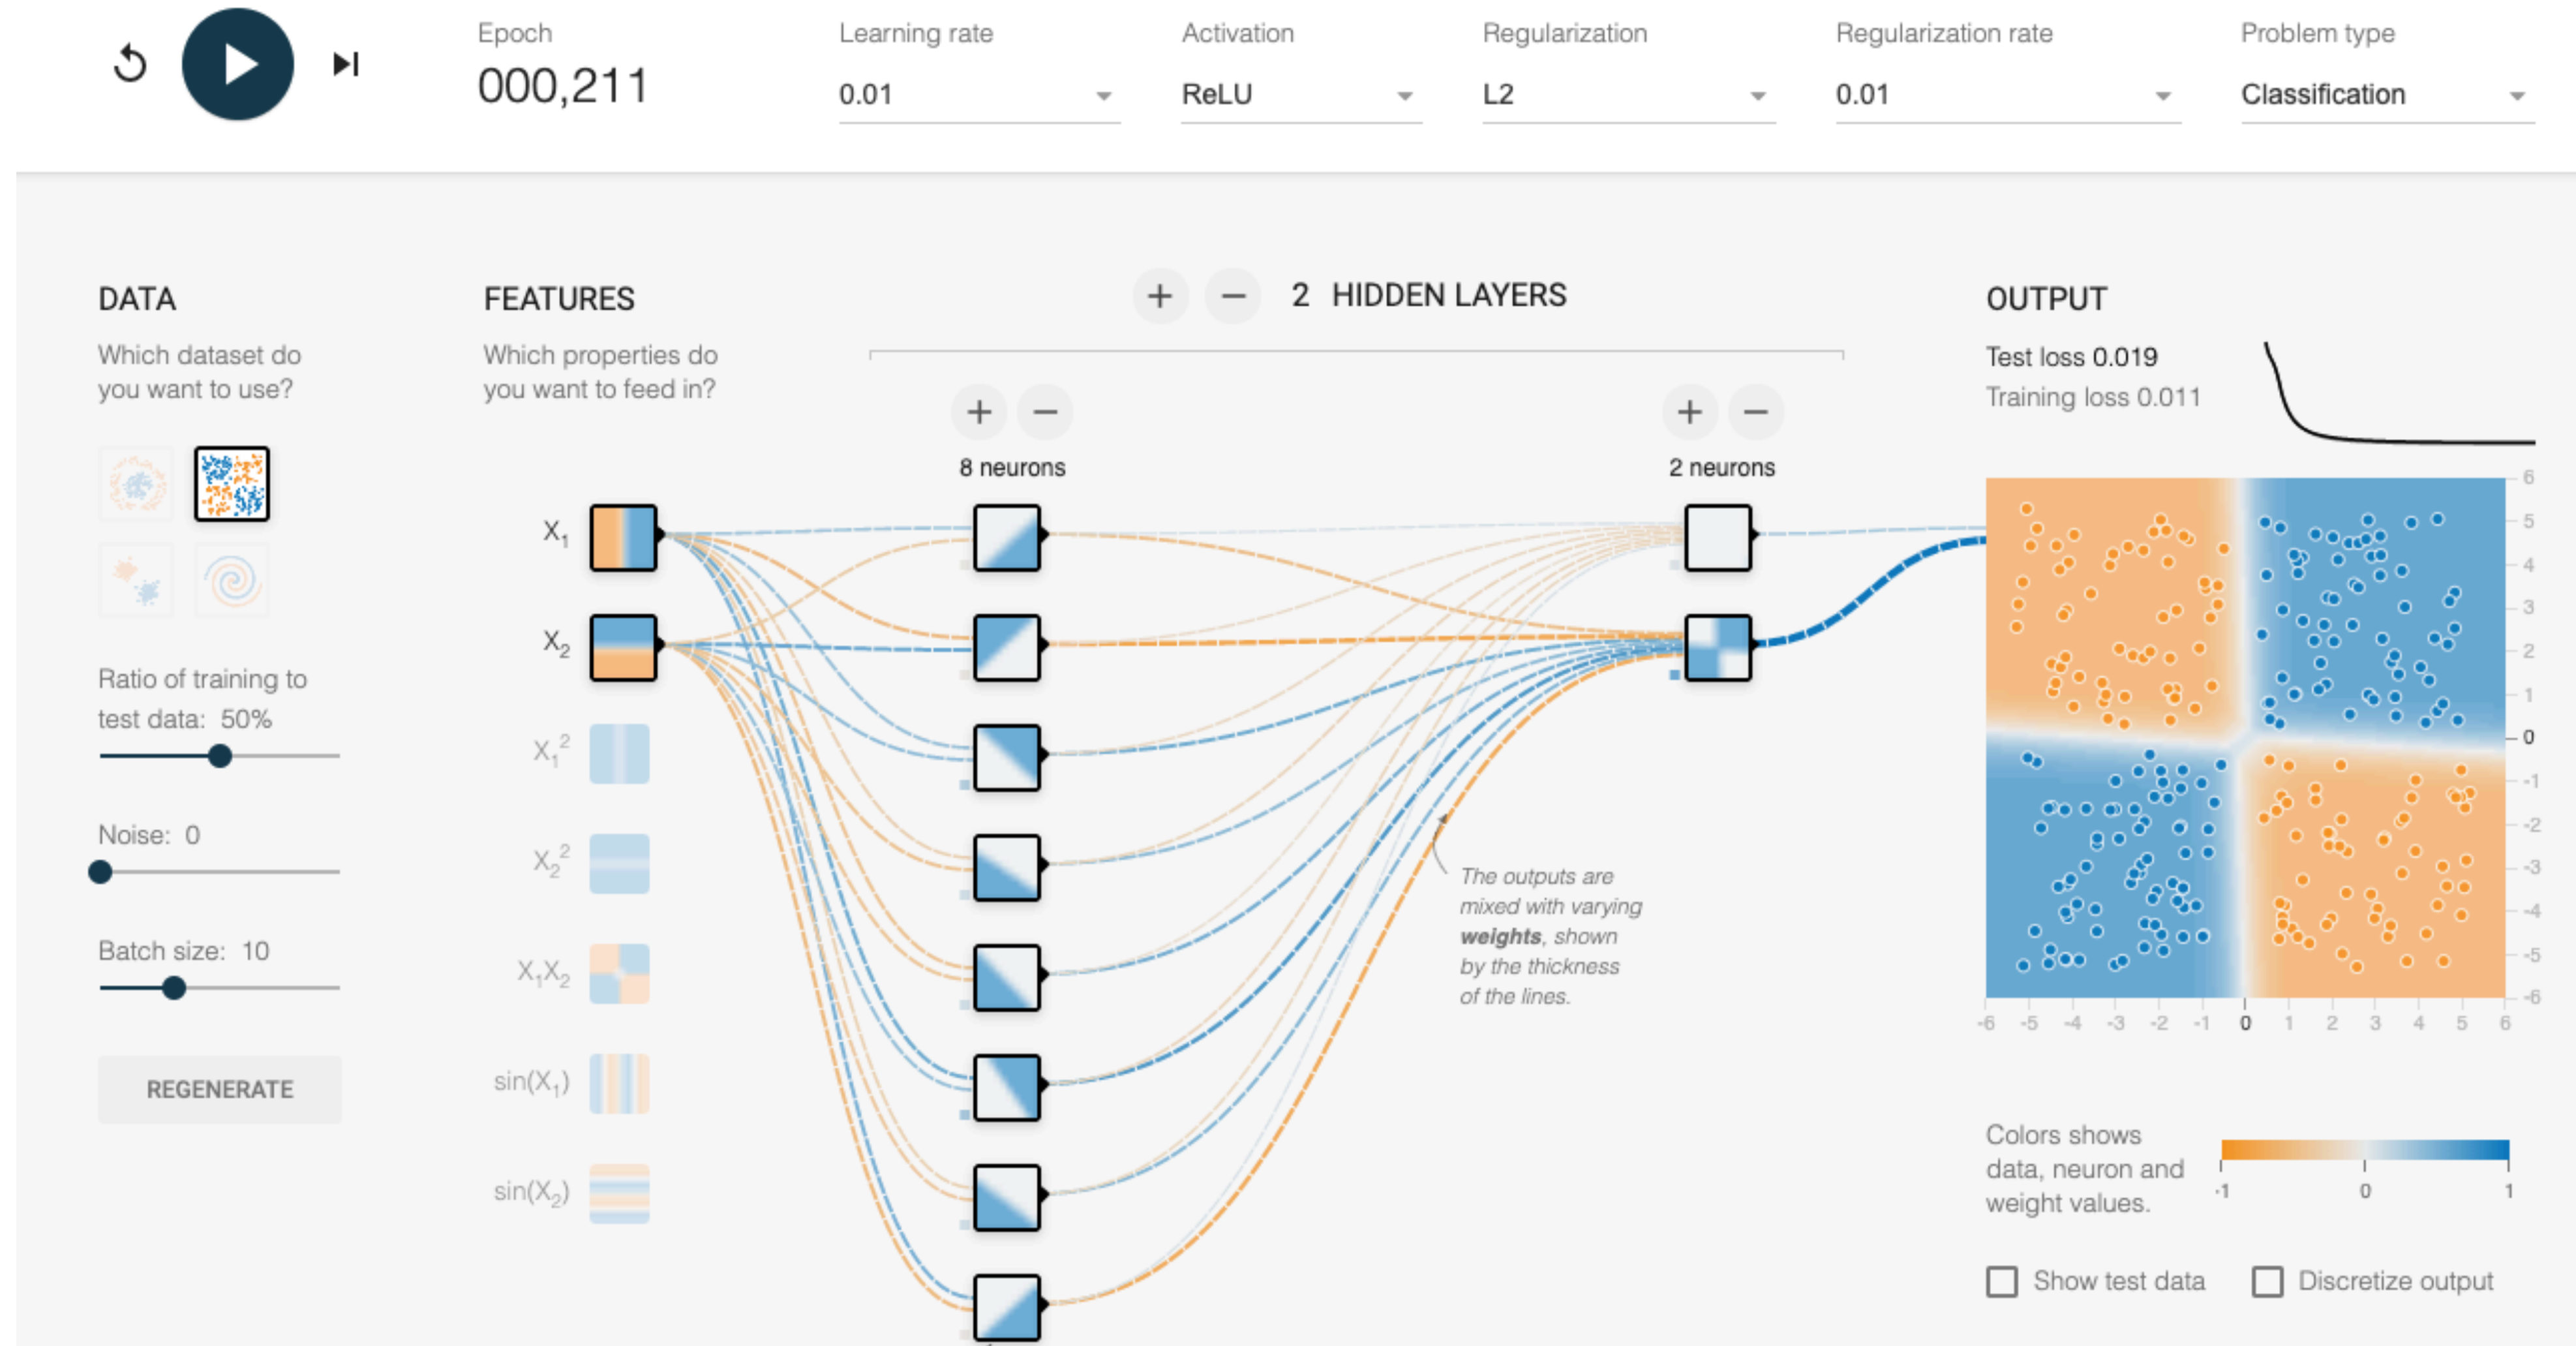 Epoch
000,211
Learning rate
0.01
Activation
ReLU
Regularization
L2
Regularization rate
0.01
Problem type
Classification
DATA
Which dataset do
you want to use?
Ratio of training to
test data: 50%
Noise: 0
Batch size: 10
REGENERATE
FEATURES
Which properties do
you want to feed in?
X1
X2
X1²
X2²
X1X2
sin(X1)
sin(X2)
+ − 2 HIDDEN LAYERS
+ −
8 neurons
+ −
2 neurons
The outputs are
mixed with varying
weights, shown
by the thickness
of the lines.
OUTPUT
Test loss 0.019
Training loss 0.011
6
5
4
3
2
1
0
-1
-2
-3
-4
-5
-6
-6 -5 -4 -3 -2 -1 0 1 2 3 4 5 6
Colors shows
data, neuron and
weight values.
-1 0 1
Show test data
Discretize output